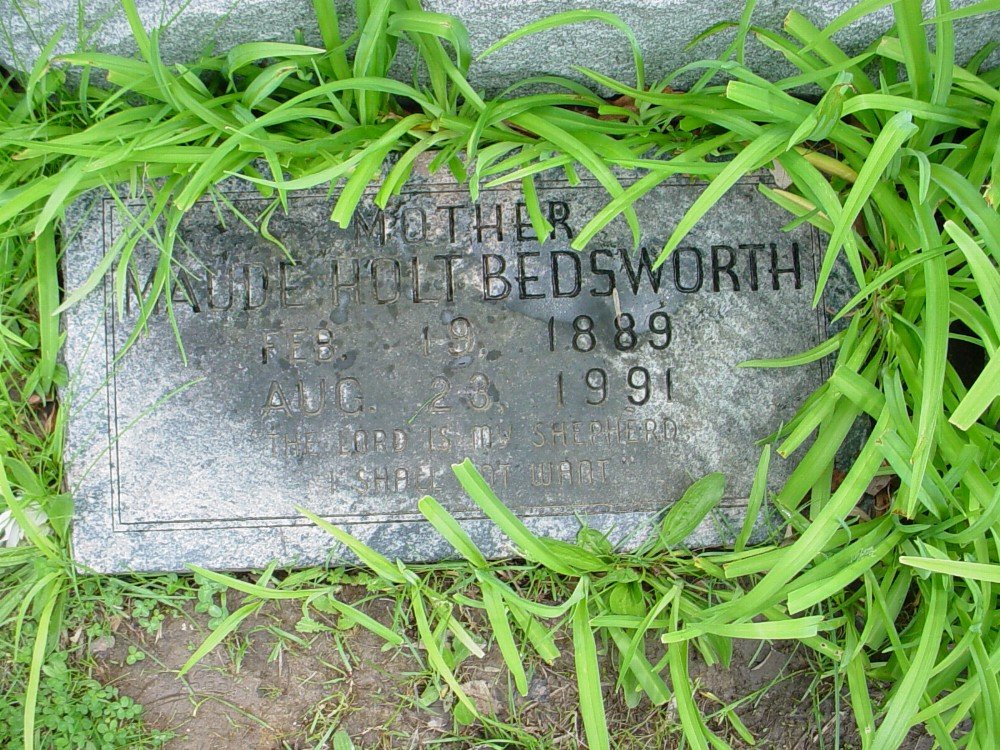 MOTHER
MAUDE HOLT BEDSWORTH
FEB. 19, 1889
AUG. 23, 1991
"THE LORD IS MY SHEPHERD
I SHALL NOT WANT"